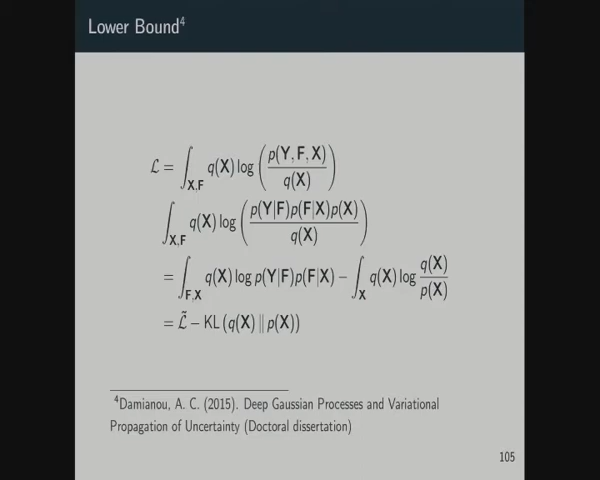 Lower Bound⁴
ℒ = ∫_{X,F} q(X) log ( p(Y, F, X) / q(X) )
∫_{X,F} q(X) log ( p(Y|F)p(F|X)p(X) / q(X) )
= ∫_{F,X} q(X) log p(Y|F)p(F|X) − ∫_X q(X) log q(X) / p(X)
= ℒ̃ − KL (q(X) ‖ p(X))
⁴Damianou, A. C. (2015). Deep Gaussian Processes and Variational
Propagation of Uncertainty (Doctoral dissertation)
105